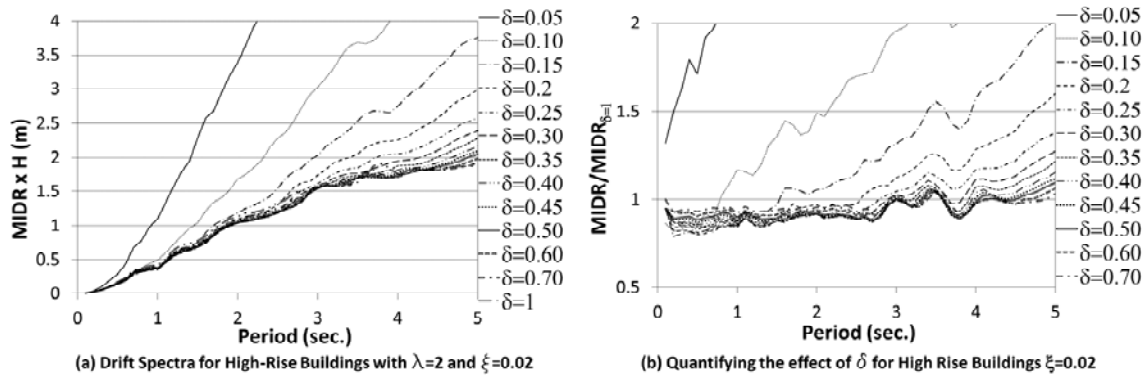 4
3.5
3
2.5
2
1.5
1
0.5
0
MIDR x H (m)
0
1
2
3
4
5
Period (sec.)
δ=0.05
δ=0.10
δ=0.15
δ=0.2
δ=0.25
δ=0.30
δ=0.35
δ=0.40
δ=0.45
δ=0.50
δ=0.60
δ=0.70
δ=1
(a) Drift Spectra for High-Rise Buildings with λ=2 and ξ=0.02
2
1.5
1
0.5
MIDR/MIDRδ=1
0
1
2
3
4
5
Period (sec.)
δ=0.05
δ=0.10
δ=0.15
δ=0.2
δ=0.25
δ=0.30
δ=0.35
δ=0.40
δ=0.45
δ=0.50
δ=0.60
δ=0.70
(b) Quantifying the effect of δ for High Rise Buildings ξ=0.02